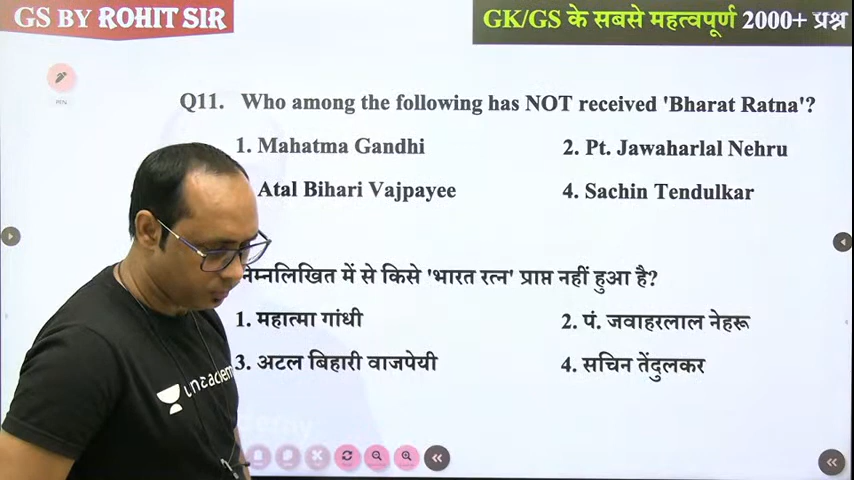 GS BY ROHIT SIR
GK/GS के सबसे महत्वपूर्ण 2000+ प्रश्न
PEN
Q11. Who among the following has NOT received 'Bharat Ratna'?
1. Mahatma Gandhi
2. Pt. Jawaharlal Nehru
Atal Bihari Vajpayee
4. Sachin Tendulkar
निम्नलिखित में से किसे 'भारत रत्न' प्राप्त नहीं हुआ है?
1. महात्मा गांधी
2. पं. जवाहरलाल नेहरू
3. अटल बिहारी वाजपेयी
4. सचिन तेंदुलकर
unacademy